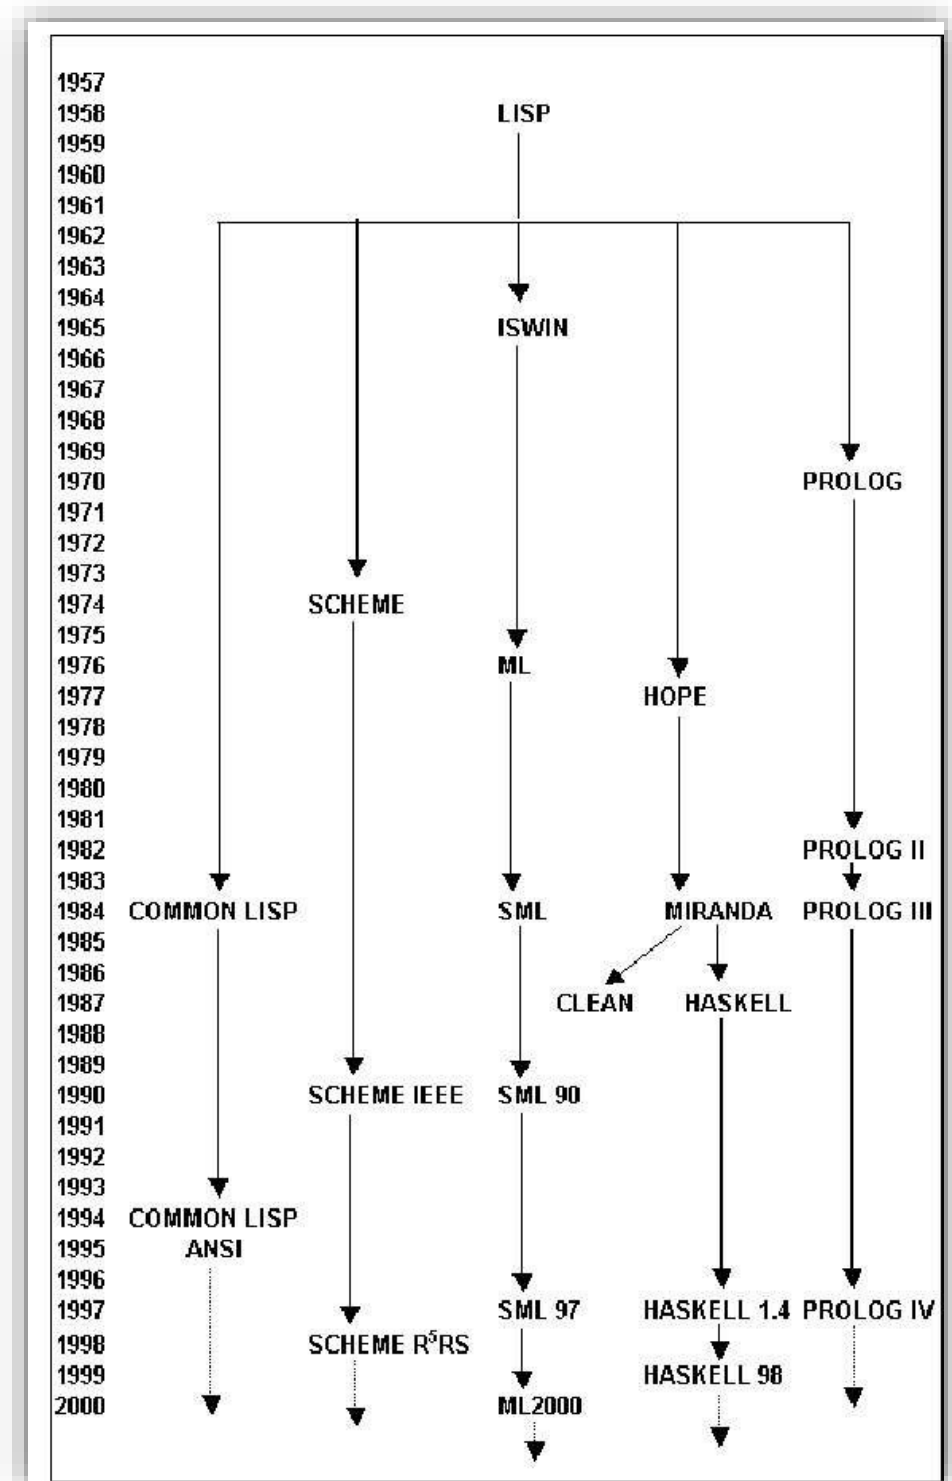 1957
1958 LISP
1959
1960
1961
1962
1963
1964
1965 ISWIN
1966
1967
1968
1969
1970 PROLOG
1971
1972
1973
1974 SCHEME
1975
1976 ML
1977 HOPE
1978
1979
1980
1981
1982 PROLOG II
1983
1984 COMMON LISP SML MIRANDA PROLOG III
1985
1986
1987 CLEAN HASKELL
1988
1989
1990 SCHEME IEEE SML 90
1991
1992
1993
1994 COMMON LISP
1995 ANSI
1996
1997 SML 97 HASKELL 1.4 PROLOG IV
1998 SCHEME R⁵RS
1999 HASKELL 98
2000 ML2000